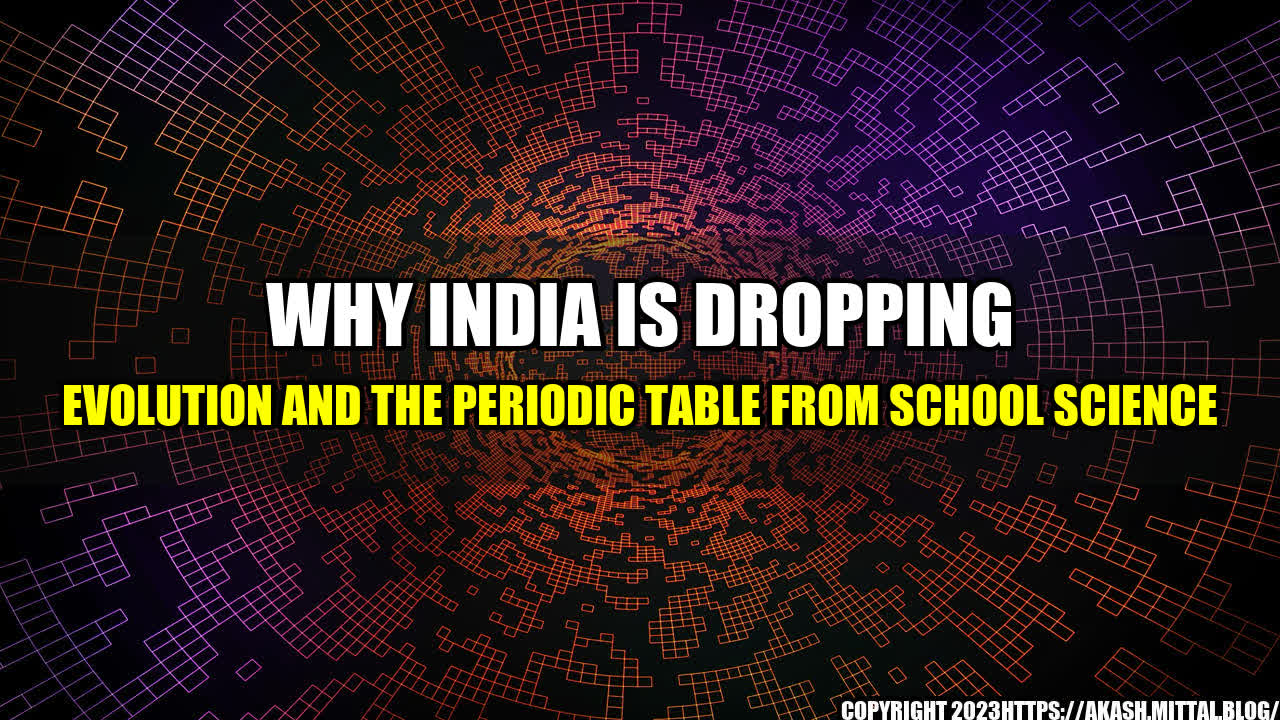 WHY INDIA IS DROPPING
EVOLUTION AND THE PERIODIC TABLE FROM SCHOOL SCIENCE
COPYRIGHT 2023HTTPS://AKASH.MITTAL.BLOG/